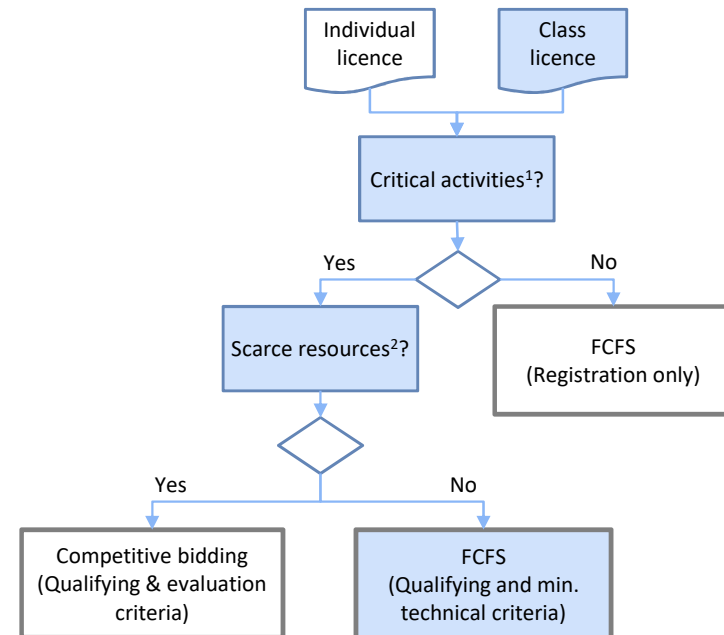 Individual
licence
Class
licence
Critical activities¹?
Yes
No
Scarce resources²?
FCFS
(Registration only)
Yes
No
Competitive bidding
(Qualifying & evaluation
criteria)
FCFS
(Qualifying and min.
technical criteria)